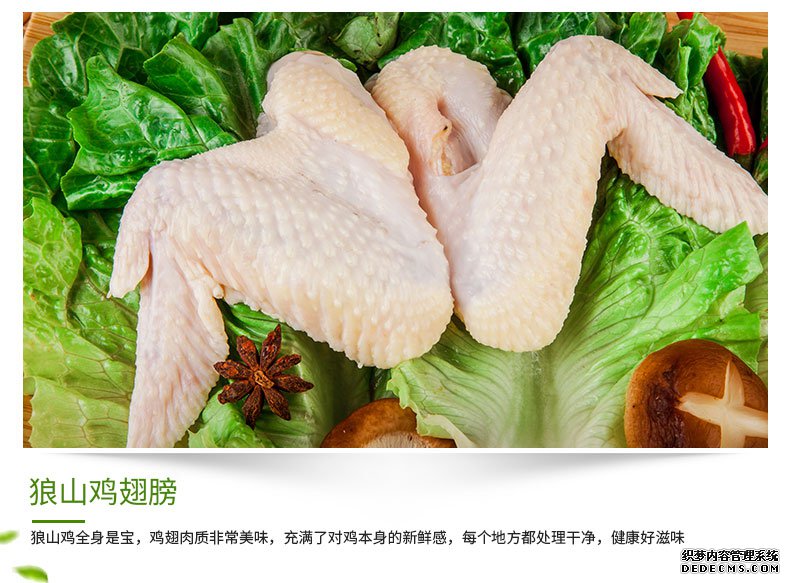 狼山鸡翅膀
狼山鸡全身是宝，鸡翅肉质非常美味，充满了对鸡本身的新鲜感，每个地方都处理干净，健康好滋味
织梦内容管理系统
DEDECMS.COM